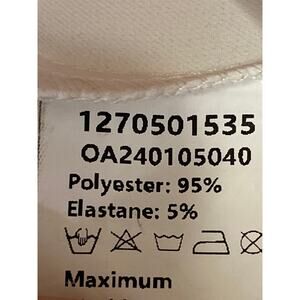 1270501535
OA240105040
Polyester: 95%
Elastane: 5%
Maximum